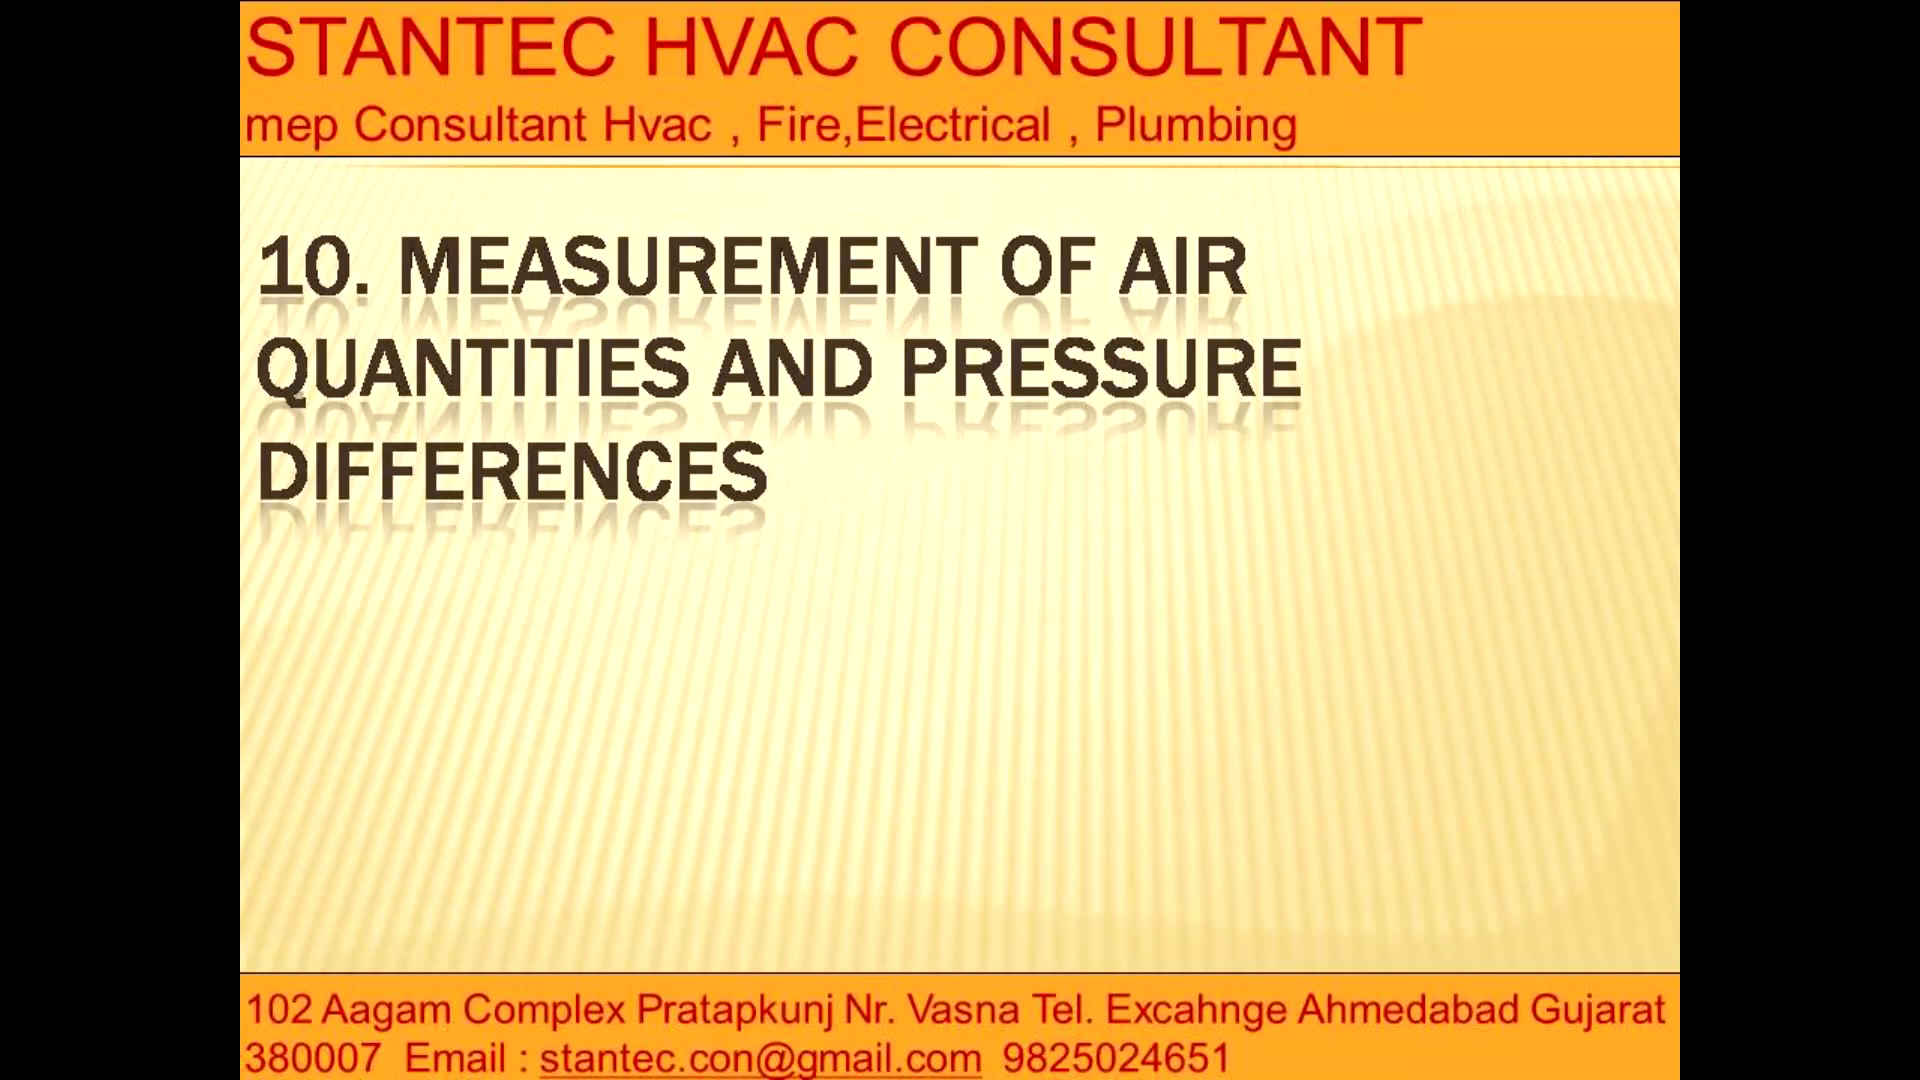 STANTEC HVAC CONSULTANT
mep Consultant Hvac , Fire,Electrical , Plumbing
10. MEASUREMENT OF AIR
QUANTITIES AND PRESSURE
DIFFERENCES
102 Aagam Complex Pratapkunj Nr. Vasna Tel. Excahnge Ahmedabad Gujarat
380007 Email : stantec.con@gmail.com 9825024651